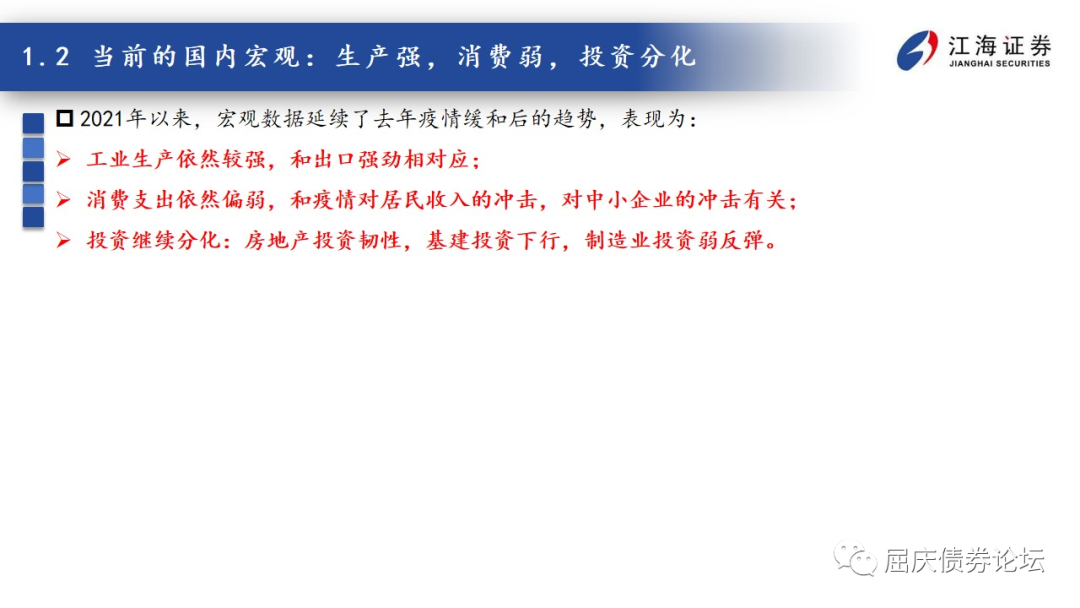 1.2 当前的国内宏观：生产强，消费弱，投资分化
江海证券
JIANGHAI SECURITIES
2021年以来，宏观数据延续了去年疫情缓和后的趋势，表现为：
工业生产依然较强，和出口强劲相对应；
消费支出依然偏弱，和疫情对居民收入的冲击，对中小企业的冲击有关；
投资继续分化：房地产投资韧性，基建投资下行，制造业投资弱反弹。
屈庆债券论坛